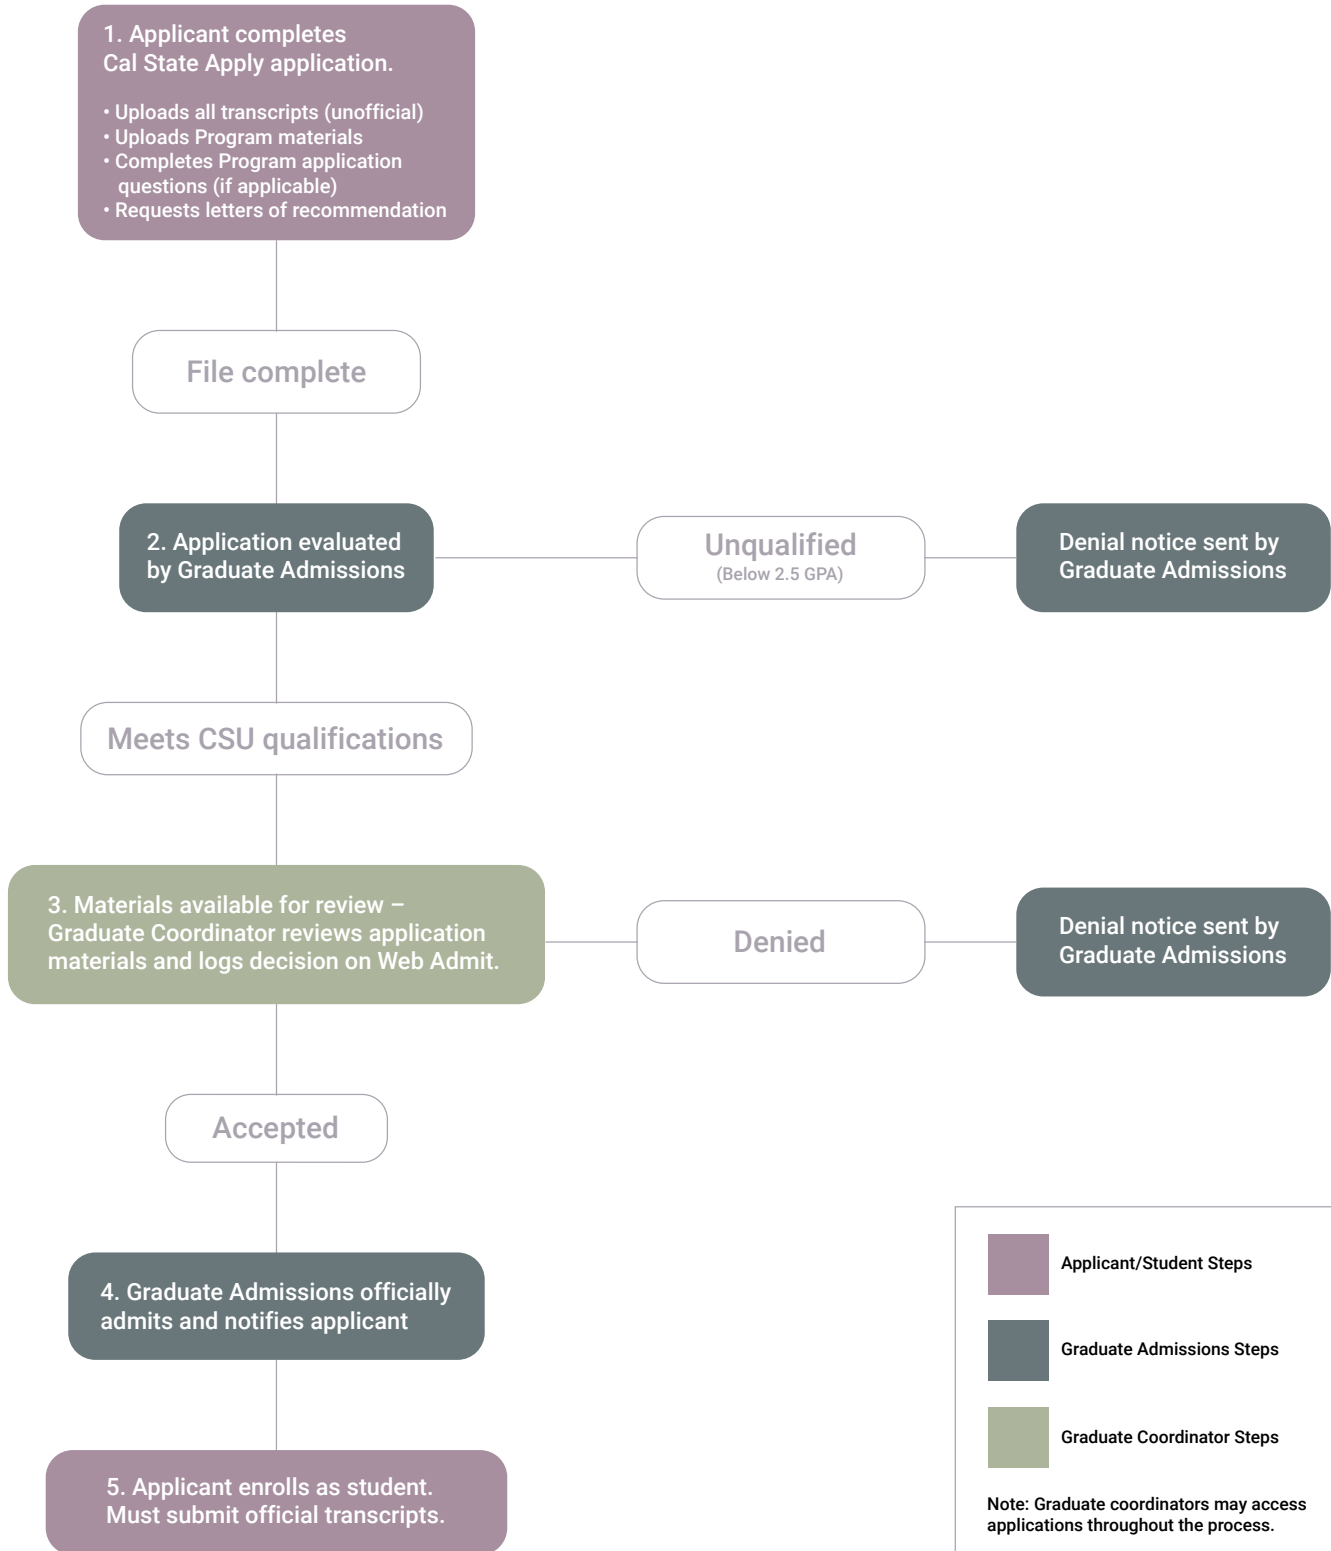 1. Applicant completes
Cal State Apply application.
• Uploads all transcripts (unofficial)
• Uploads Program materials
• Completes Program application
questions (if applicable)
• Requests letters of recommendation
File complete
2. Application evaluated
by Graduate Admissions
Unqualified
(Below 2.5 GPA)
Denial notice sent by
Graduate Admissions
Meets CSU qualifications
3. Materials available for review –
Graduate Coordinator reviews application
materials and logs decision on Web Admit.
Denied
Denial notice sent by
Graduate Admissions
Accepted
4. Graduate Admissions officially
admits and notifies applicant
5. Applicant enrolls as student.
Must submit official transcripts.
Applicant/Student Steps
Graduate Admissions Steps
Graduate Coordinator Steps
Note: Graduate coordinators may access
applications throughout the process.